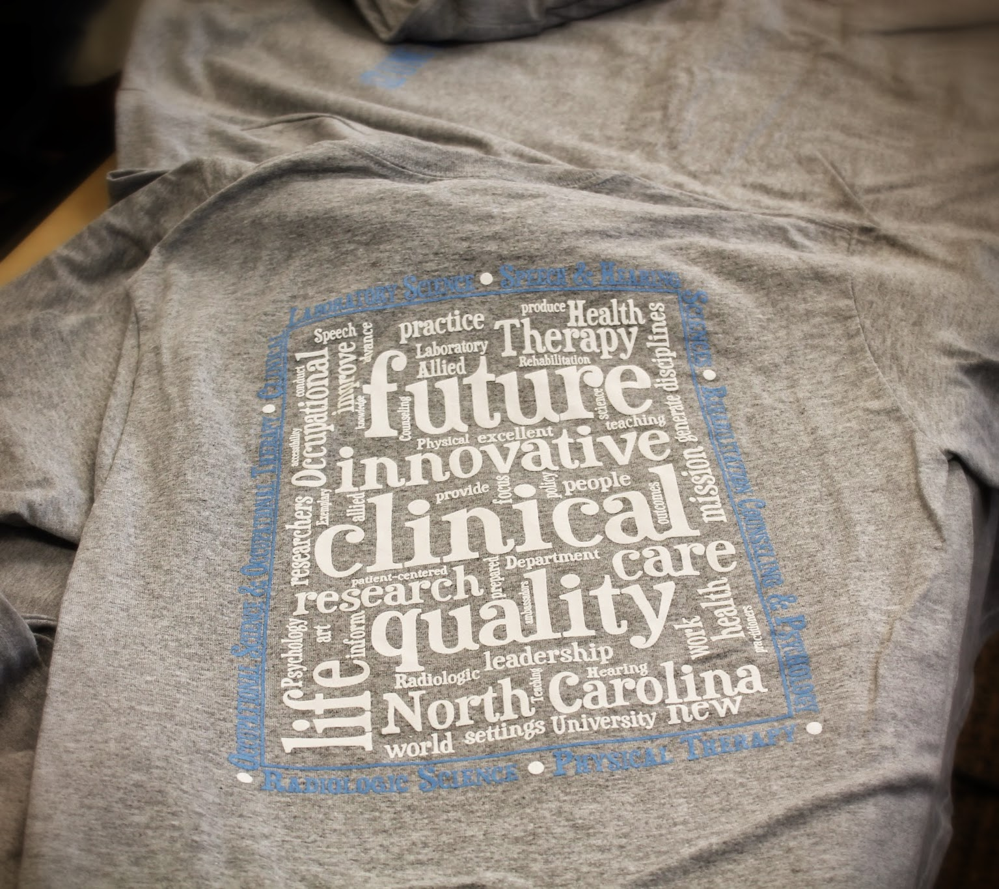 Laboratory Science • Speech & Hearing
Sciences • Rehabilitation Counseling & Psychology
• Physical Therapy
Radiologic Science
• Occupational Science & Occupational Therapy • Clinical
Speech
advance
practice
produce
Health
Therapy
disciplines
Laboratory
Allied
Rehabilitation
conduct
Occupational
improve
knowledge
future
Counseling
science
generate
teaching
accessibility
Physical
excellent
innovative
provide
focus
policy
people
mission
Exemplary
allied
clinical
outcomes
researchers
patient-centered
prepared
Department
care
research
quality
ambassadors
health
work
practitioners
Psychology
art
inform
leadership
life
Radiologic
Teaching
Hearing
North
Carolina
new
world
settings
University